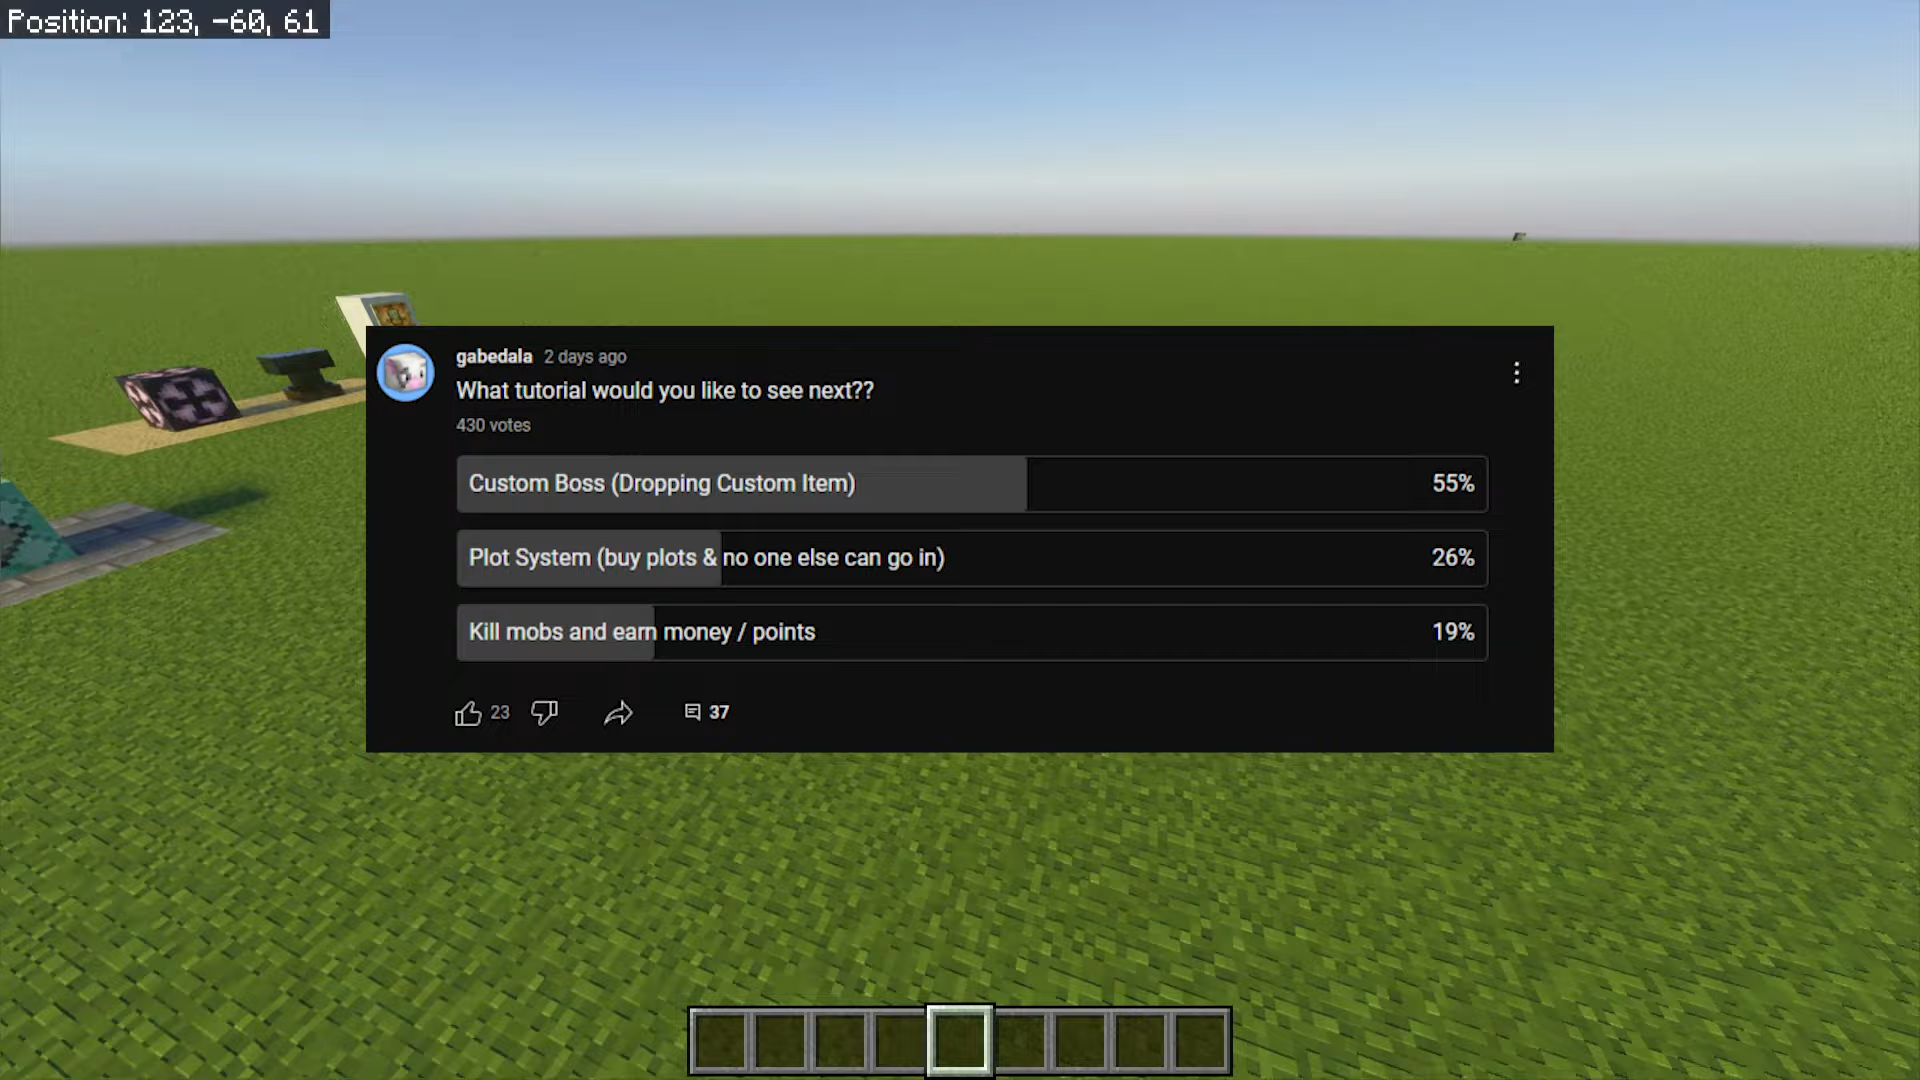 Position: 123, -60, 61
gabedala 2 days ago
What tutorial would you like to see next??
430 votes
Custom Boss (Dropping Custom Item) 55%
Plot System (buy plots & no one else can go in) 26%
Kill mobs and earn money / points 19%
23 37